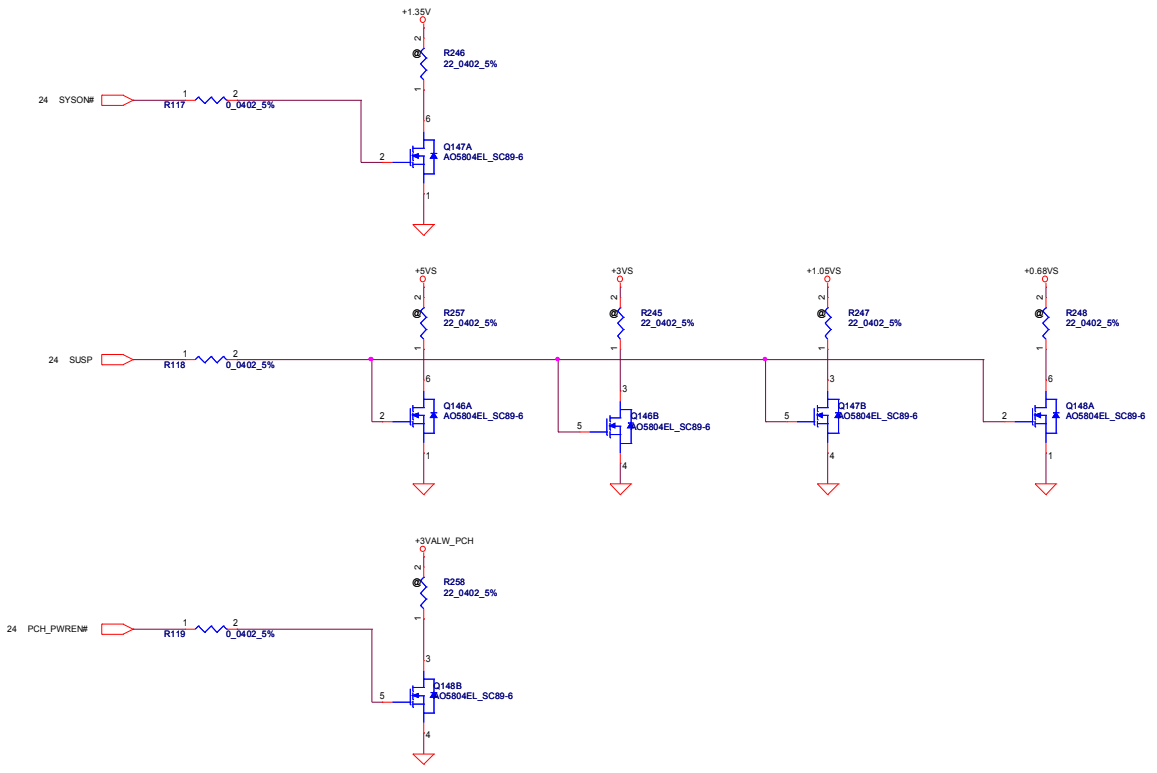 +1.35V
2
@
R246
22_0402_5%
1
24 SYSON#
1
2
R117
0_0402_5%
6
Q147A
AO5804EL_SC89-6
2
1
+5VS
+3VS
+1.05VS
+0.68VS
2
2
2
2
@
R257
22_0402_5%
@
R245
22_0402_5%
@
R247
22_0402_5%
@
R248
22_0402_5%
1
1
1
1
24 SUSP
1
2
R118
0_0402_5%
6
3
3
6
Q146A
AO5804EL_SC89-6
2
Q146B
AO5804EL_SC89-6
5
Q147B
AO5804EL_SC89-6
5
Q148A
AO5804EL_SC89-6
2
1
4
4
1
+3VALW_PCH
2
@
R258
22_0402_5%
1
24 PCH_PWREN#
1
2
R119
0_0402_5%
3
Q148B
AO5804EL_SC89-6
5
4